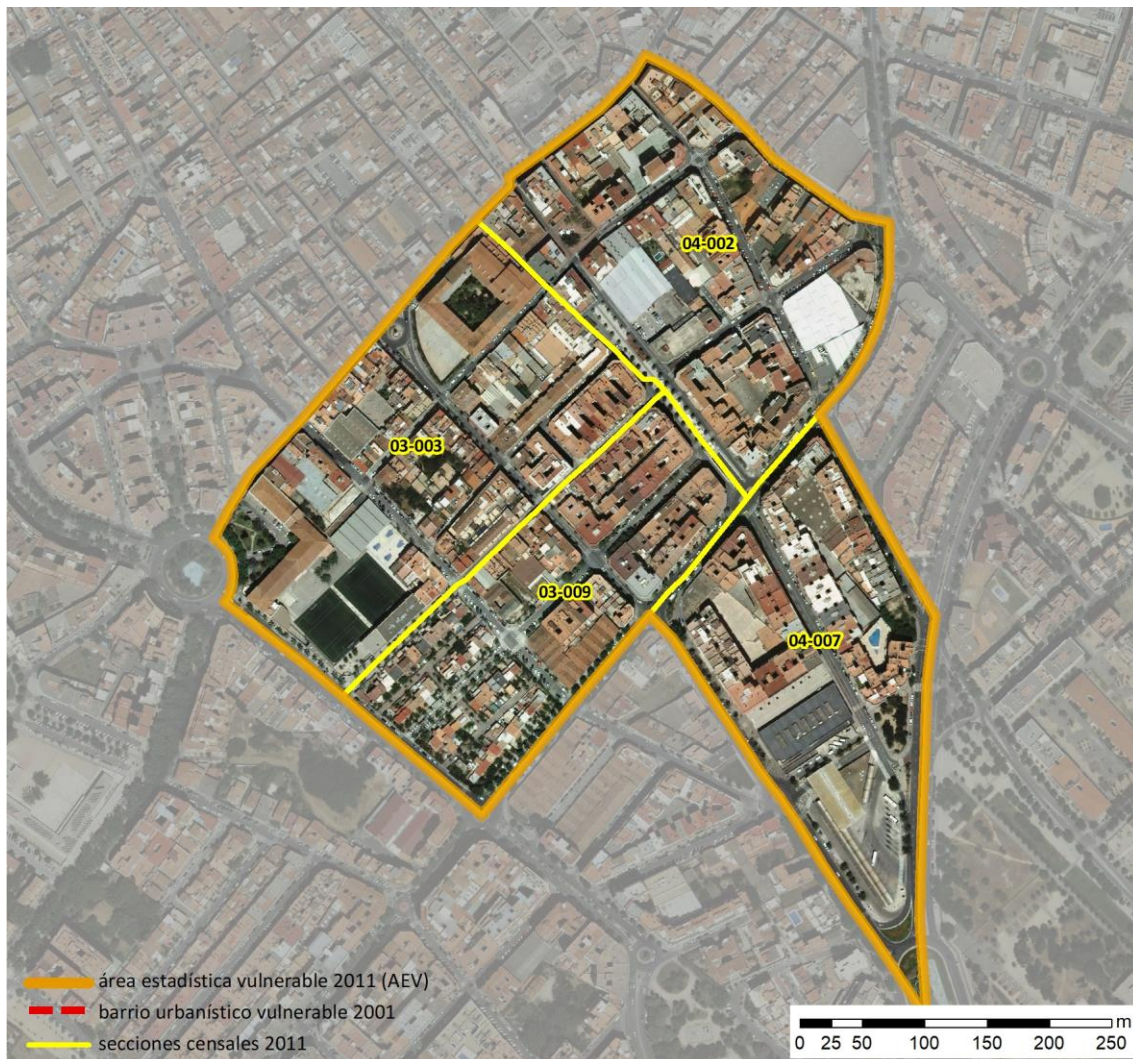 04-002
03-003
03-009
04-007
área estadística vulnerable 2011 (AEV)
barrio urbanístico vulnerable 2001
secciones censales 2011
m
0 25 50 100 150 200 250